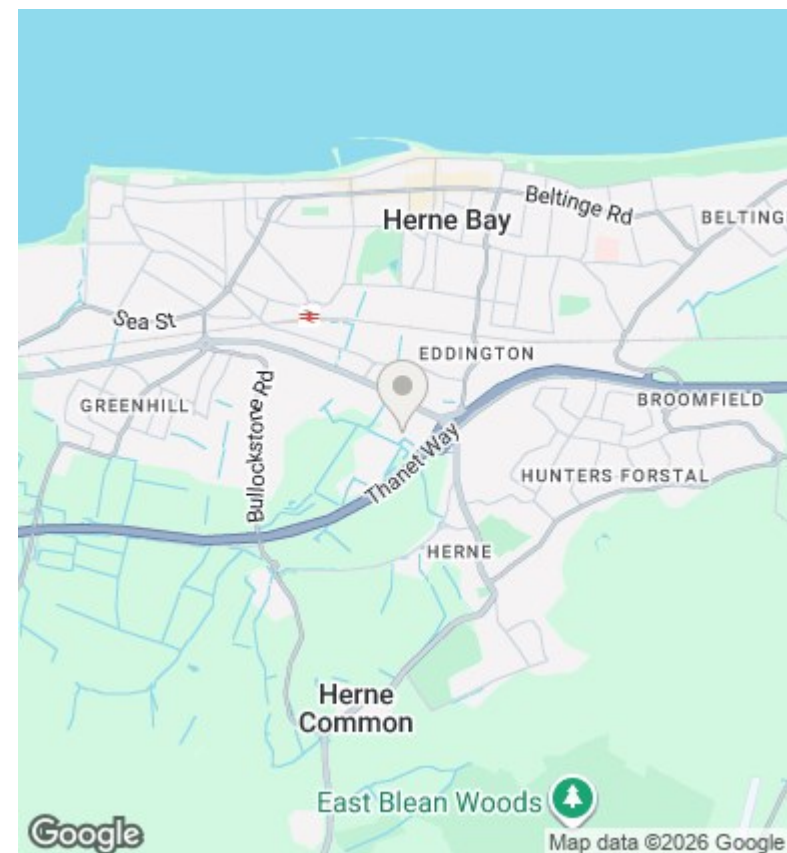 Beltinge Rd
Herne Bay
BELTING
Sea St
EDDINGTON
GREENHILL
BROOMFIELD
Bullockstone Rd
Thanet Way
HUNTERS FORSTAL
HERNE
Herne
Common
East Blean Woods
Google
Map data ©2026 Google